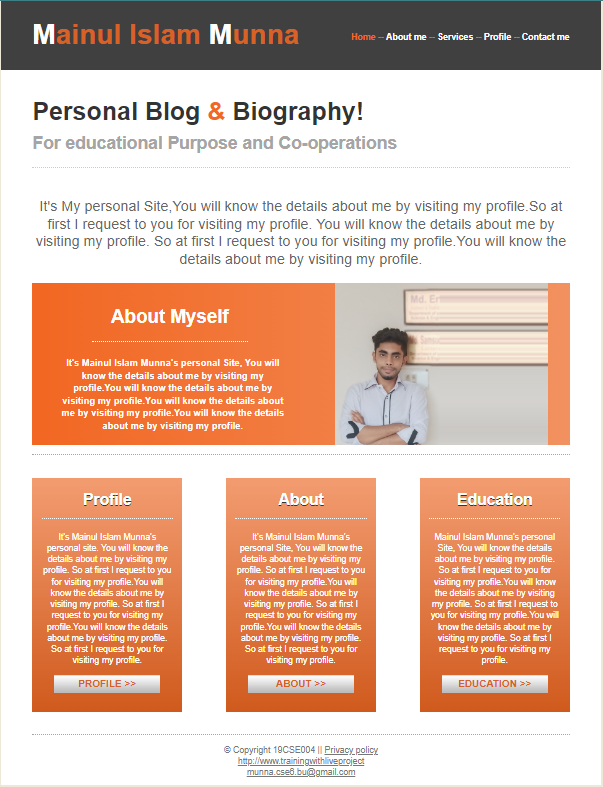 Mainul Islam Munna
Home – About me – Services – Profile – Contact me
Personal Blog & Biography!
For educational Purpose and Co-operations
It's My personal Site,You will know the details about me by visiting my profile.So at
first I request to you for visiting my profile. You will know the details about me by
visiting my profile. So at first I request to you for visiting my profile.You will know the
details about me by visiting my profile.
About Myself
It's Mainul Islam Munna's personal Site, You will
know the details about me by visiting my
profile.You will know the details about me by
visiting my profile.You will know the details about me
by visiting my profile.You will know the details
about me by visiting my profile.
Md. Er
Profile
It's Mainul Islam Munna's
personal site. You will know the
details about me by visiting my
profile. So at first I request to you
for visiting my profile.You will
know the details about me by
visiting my profile. So at first I
request to you for visiting my
profile.You will know the details
about me by visiting my profile.
So at first I request to you for
visiting my profile.
PROFILE >>
About
It's Mainul Islam Munna's
personal Site, You will know the
details about me by visiting my
profile. So at first I request to you
for visiting my profile.You will
know the details about me by
visiting my profile. So at first I
request to you for visiting my
profile.You will know the details
about me by visiting my profile.
So at first I request to you for
visiting my profile.
ABOUT >>
Education
Mainul Islam Munna's personal
Site, You will know the details
about me by visiting my profile.
So at first I request to you for
visiting my profile.You will know
the details about me by visiting
my profile. So at first I request to
you for visiting my profile.You will
know the details about me by
visiting my profile. So at first I
request to you for visiting my
profile.
EDUCATION >>
© Copyright 19CSE004 || Privacy policy
http://www.trainingwithliveproject
munna.cse6.bu@gmail.com